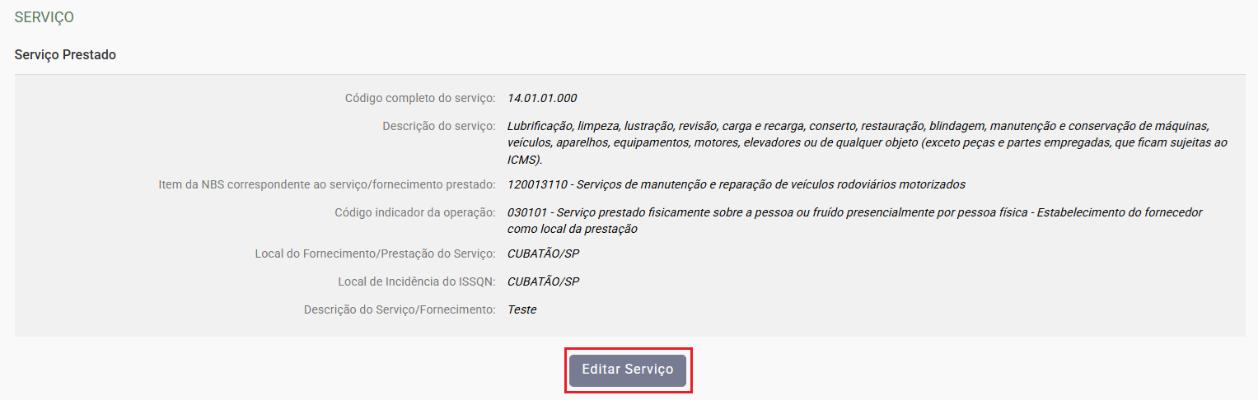 SERVIÇO
Serviço Prestado
Código completo do serviço: 14.01.01.000
Descrição do serviço: Lubrificação, limpeza, lustração, revisão, carga e recarga, conserto, restauração, blindagem, manutenção e conservação de máquinas,
veículos, aparelhos, equipamentos, motores, elevadores ou de qualquer objeto (exceto peças e partes empregadas, que ficam sujeitas ao
ICMS).
Item da NBS correspondente ao serviço/fornecimento prestado: 120013110 - Serviços de manutenção e reparação de veículos rodoviários motorizados
Código indicador da operação: 030101 - Serviço prestado fisicamente sobre a pessoa ou fruído presencialmente por pessoa física - Estabelecimento do fornecedor
como local da prestação
Local do Fornecimento/Prestação do Serviço: CUBATÃO/SP
Local de Incidência do ISSQN: CUBATÃO/SP
Descrição do Serviço/Fornecimento: Teste
Editar Serviço